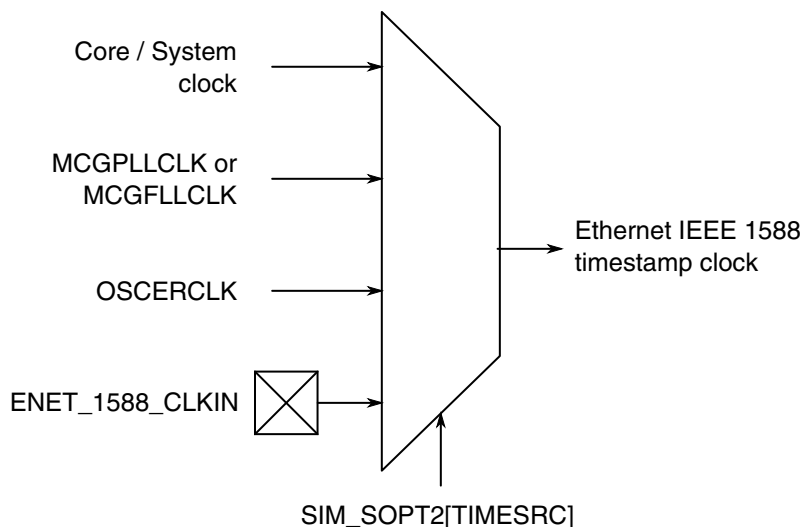 Core / System
clock
MCGPLLCLK or
MCGFLLCLK
OSCERCLK
ENET_1588_CLKIN
Ethernet IEEE 1588
timestamp clock
SIM_SOPT2[TIMESRC]